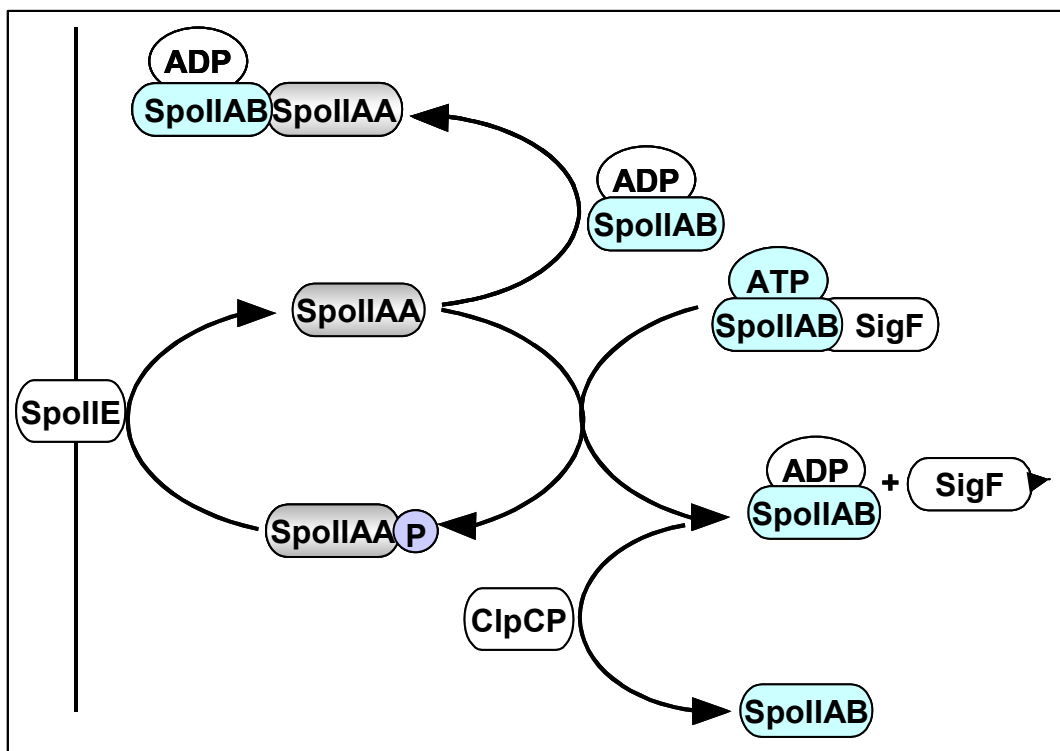 ADP
SpoIIAB SpoIIAA
ADP
SpoIIAB
ATP
SpoIIAB SigF
SpoIIAA
SpoIIE
ADP
SpoIIAB + SigF
SpoIIAA P
ClpCP
SpoIIAB